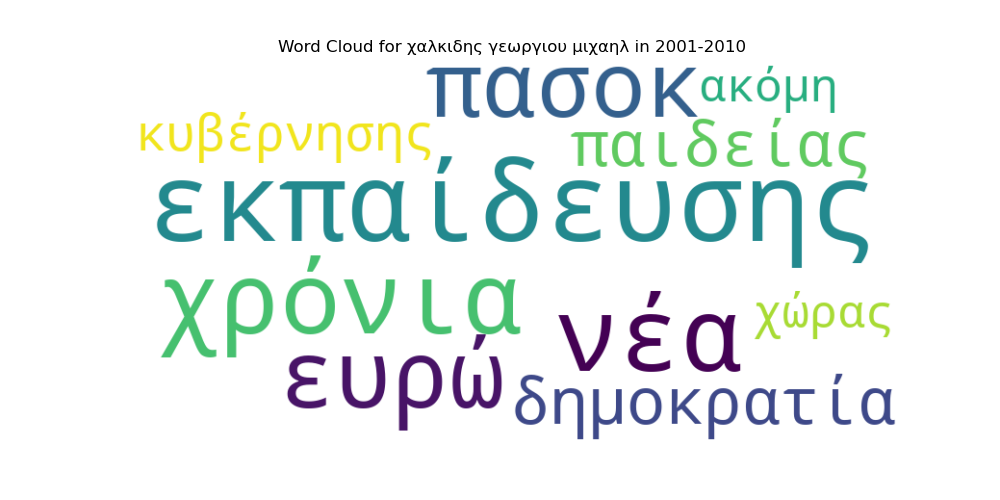 Word Cloud for χαλκιδης γεωργιου μιχαηλ in 2001-2010
πασοκ
ακόμη
κυβέρνησης
παιδείας
εκπαίδευσης
χρόνια
νέα
χώρας
ευρώ
δημοκρατία